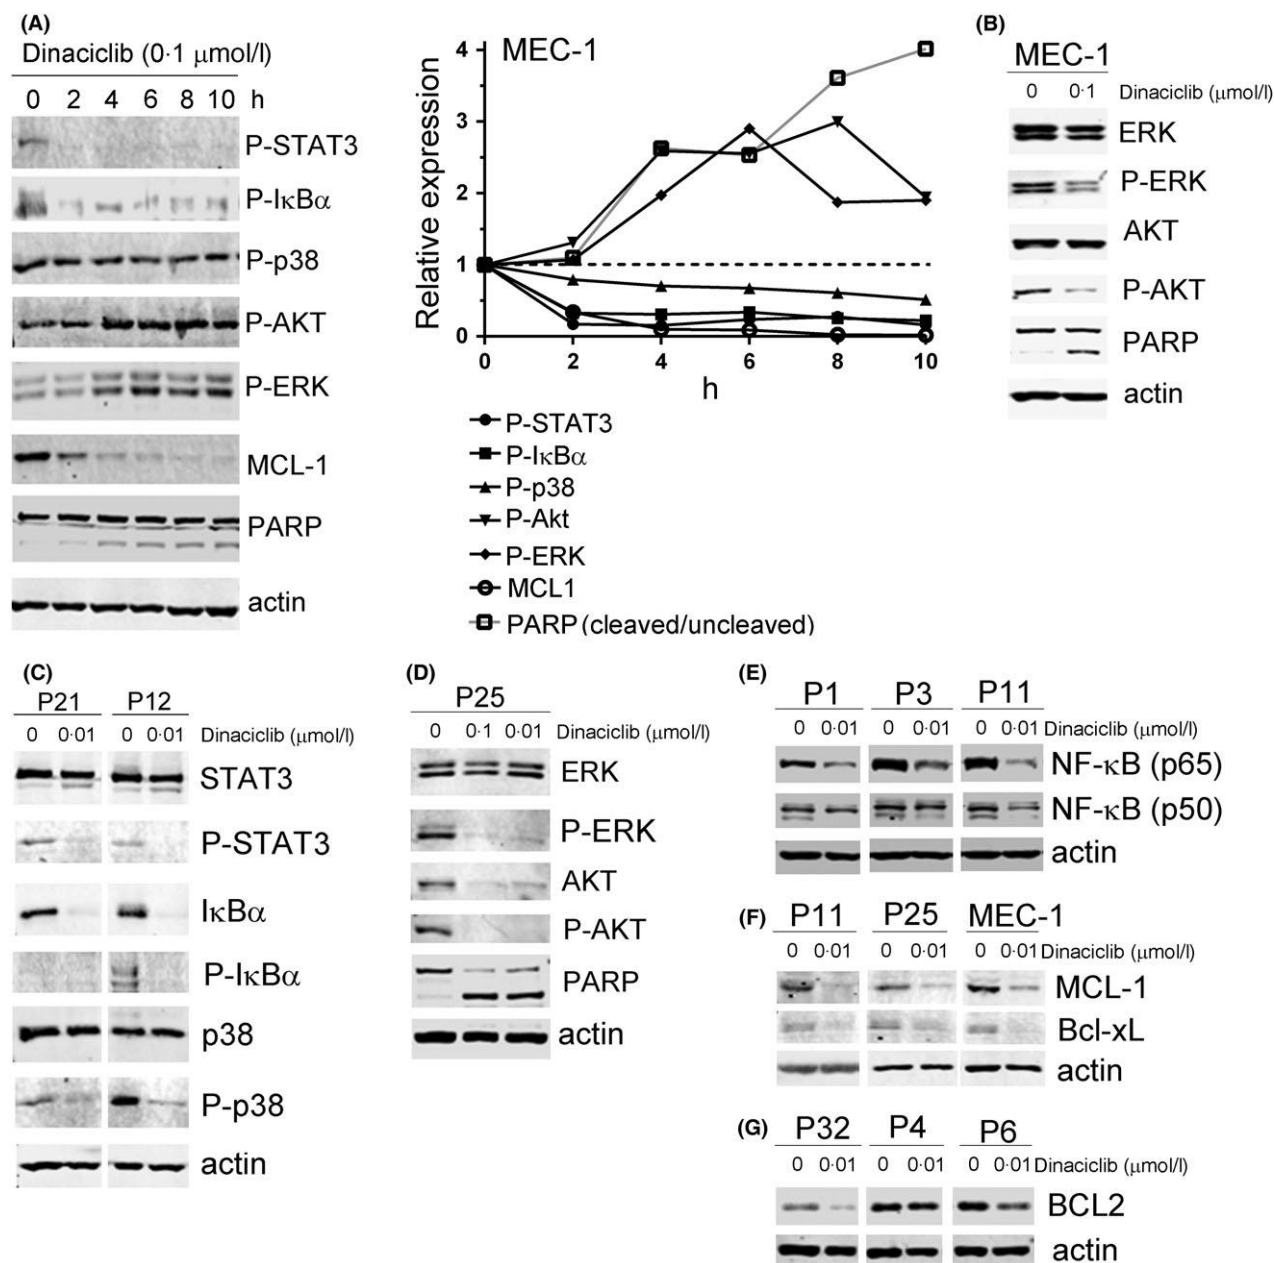 (A)
Dinaciclib (0·1 μmol/l)
0 2 4 6 8 10 h
P-STAT3
P-IκBα
P-p38
P-AKT
P-ERK
MCL-1
PARP
actin
MEC-1
Relative expression
4
3
2
1
0
0 2 4 6 8 10
h
P-STAT3
P-IκBα
P-p38
P-Akt
P-ERK
MCL1
PARP (cleaved/uncleaved)
(B)
MEC-1
0 0·1 Dinaciclib (μmol/l)
ERK
P-ERK
AKT
P-AKT
PARP
actin
(C)
P21 P12
0 0·01 0 0·01 Dinaciclib (μmol/l)
STAT3
P-STAT3
IκBα
P-IκBα
p38
P-p38
actin
(D)
P25
0 0·1 0·01 Dinaciclib (μmol/l)
ERK
P-ERK
AKT
P-AKT
PARP
actin
(E)
P1 P3 P11
0 0·01 0 0·01 0 0·01 Dinaciclib (μmol/l)
NF-κB (p65)
NF-κB (p50)
actin
(F)
P11 P25 MEC-1
0 0·01 0 0·01 0 0·01 Dinaciclib (μmol/l)
MCL-1
Bcl-xL
actin
(G)
P32 P4 P6
0 0·01 0 0·01 0 0·01 Dinaciclib (μmol/l)
BCL2
actin